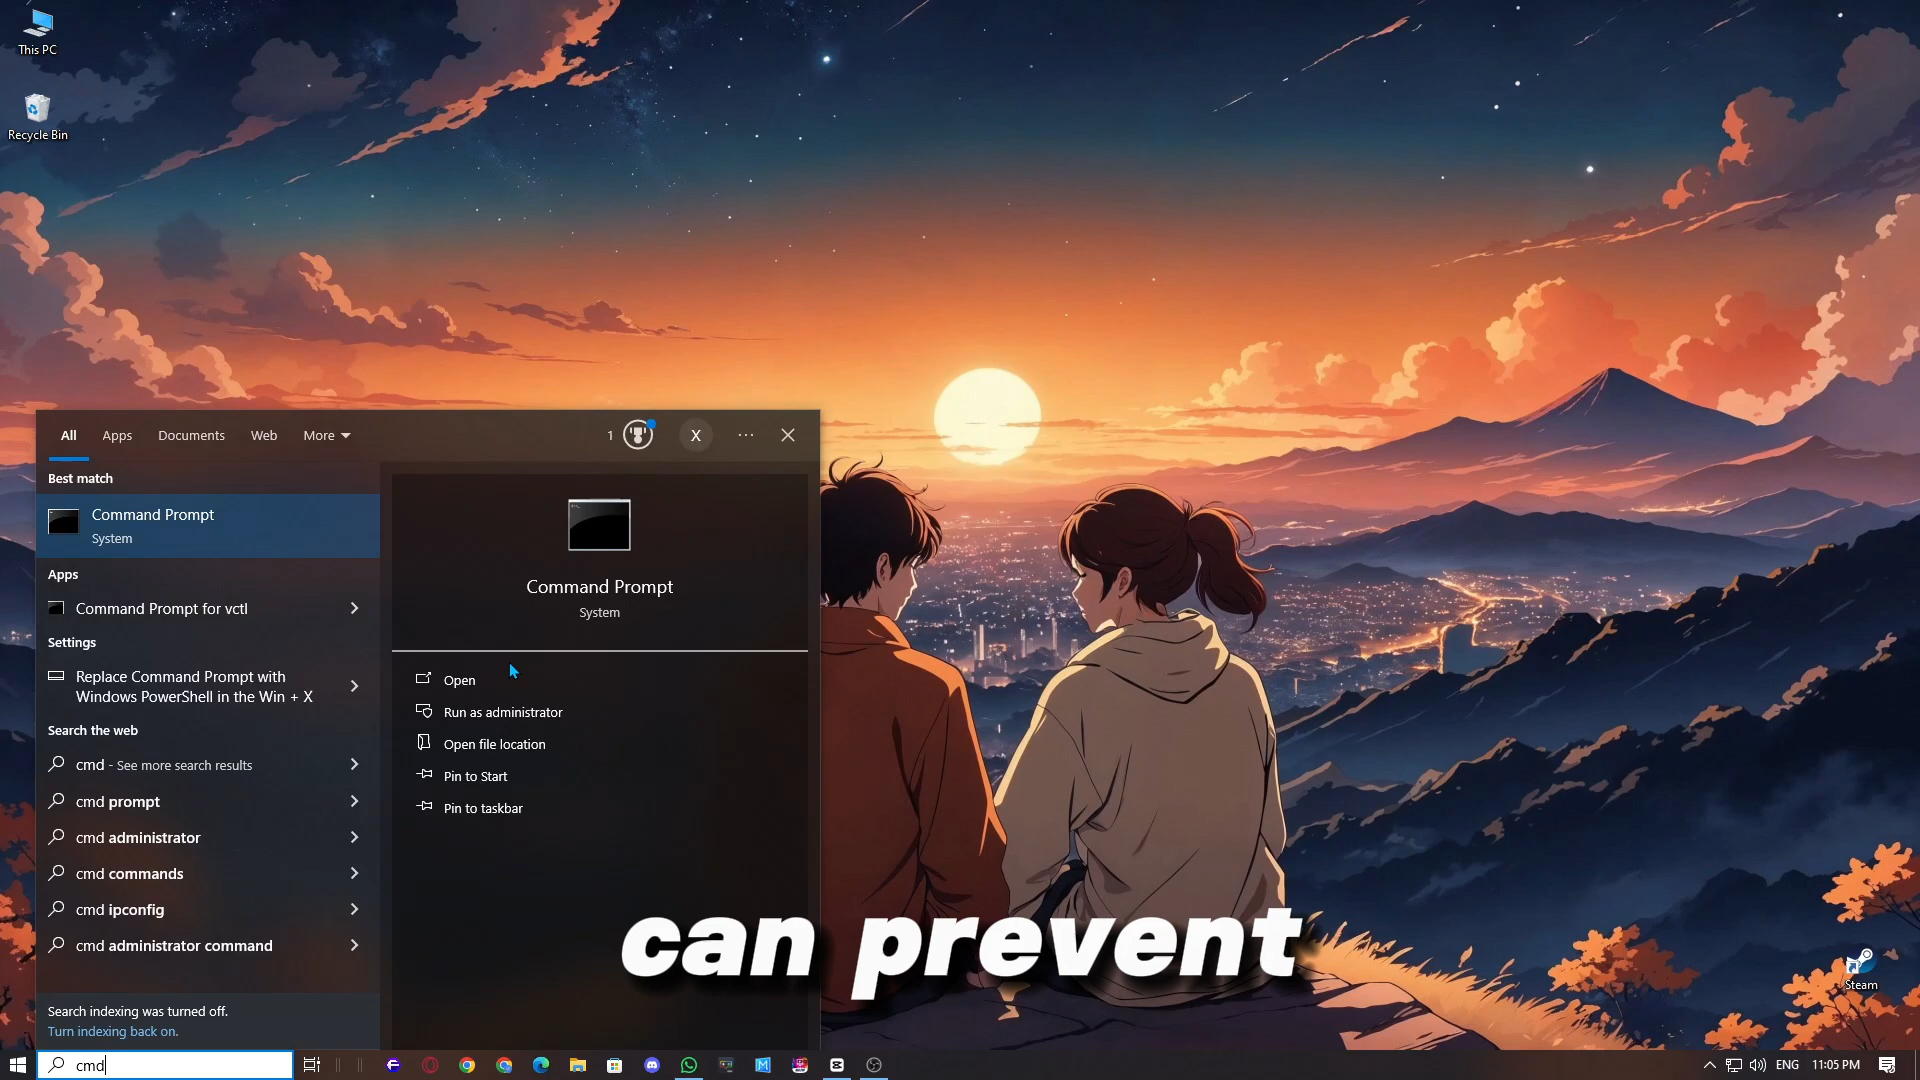 This PC
Recycle Bin
All Apps Documents Web More
1 X ...
Best match
Command Prompt
System
Apps
Command Prompt for vctl
Settings
Replace Command Prompt with
Windows PowerShell in the Win + X
Search the web
cmd - See more search results
cmd prompt
cmd administrator
cmd commands
cmd ipconfig
cmd administrator command
Search indexing was turned off.
Turn indexing back on.
Command Prompt
System
Open
Run as administrator
Open file location
Pin to Start
Pin to taskbar
can prevent
Steam
cmd
ENG 11:05 PM